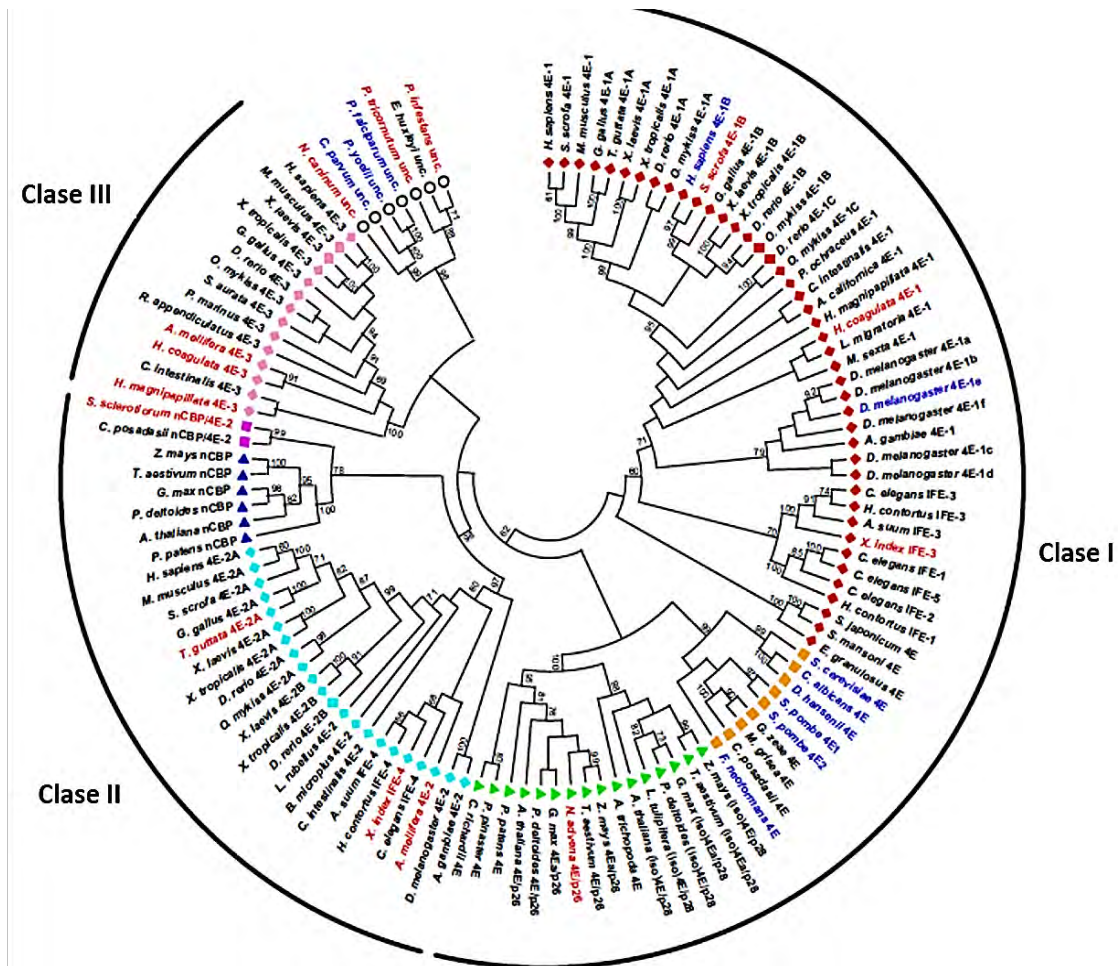 H. sapiens 4E-1
S. scrofa 4E-1
M. musculus 4E-1
G. gallus 4E-1A
T. guttata 4E-1A
X. laevis 4E-1A
X. tropicalis 4E-1A
D. rerio 4E-1A
O. mykiss 4E-1A
H. sapiens 4E-1B
S. scrofa 4E-1B
G. gallus 4E-1B
X. laevis 4E-1B
X. tropicalis 4E-1B
D. rerio 4E-1B
O. mykiss 4E-1B
D. rerio 4E-1C
O. mykiss 4E-1C
P. ochraceus 4E-1
C. intestinalis 4E-1
A. californica 4E-1
H. magnipapillata 4E-1
H. coagulata 4E-1
L. migratoria 4E-1
M. sexta 4E-1
D. melanogaster 4E-1a
D. melanogaster 4E-1b
D. melanogaster 4E-1e
D. melanogaster 4E-1f
A. gambiae 4E-1
D. melanogaster 4E-1c
D. melanogaster 4E-1d
C. elegans IFE-3
H. contortus IFE-3
A. suum IFE-3
X. index IFE-3
C. elegans IFE-1
C. elegans IFE-5
C. elegans IFE-2
H. contortus IFE-1
S. japonicum 4E
S. mansoni 4E
E. granulosus 4E
S. cerevisiae 4E
C. albicans 4E
D. hansenii 4E
S. pombe 4E1
S. pombe 4E2
G. zeae 4E
M. grisea 4E
C. posadasii 4E
F. neoformans 4E
Z. mays (iso)4E/p28
T. aestivum (iso)4Ea/p28
G. max (iso)4Ea/p28
P. deltoides (iso)4E/p28
L. tulipifera (iso)4E/p28
A. thaliana (iso)4E/p28
A. trichopoda 4E
Z. mays 4Ea/p26
T. aestivum 4E/p26
N. advena 4E/p26
G. max 4Ea/p26
P. deltoides 4E/p26
A. thaliana 4E/p26
P. patens 4E
P. pinaster 4E
C. richardii 4E
A. gambiae 4E-2
D. melanogaster 4E-2
A. mollifera 4E-2
C. elegans IFE-4
X. index IFE-4
H. contortus IFE-4
A. suum IFE-4
C. intestinalis 4E-2
B. microplus 4E-2
L. rubellus 4E-2
D. rerio 4E-2B
X. tropicalis 4E-2B
X. laevis 4E-2B
O. mykiss 4E-2A
D. rerio 4E-2A
X. tropicalis 4E-2A
X. laevis 4E-2A
T. guttata 4E-2A
G. gallus 4E-2A
S. scrofa 4E-2A
M. musculus 4E-2A
H. sapiens 4E-2A
P. patens nCBP
A. thaliana nCBP
P. deltoides nCBP
G. max nCBP
T. aestivum nCBP
Z. mays nCBP
C. posadasii nCBP/4E-2
S. sclerotiorum nCBP/4E-2
H. magnipapillata 4E-3
C. intestinalis 4E-3
H. coagulata 4E-3
A. mollifera 4E-3
R. appendiculatus 4E-3
P. marinus 4E-3
S. aurata 4E-3
O. mykiss 4E-3
D. rerio 4E-3
G. gallus 4E-3
X. tropicalis 4E-3
X. laevis 4E-3
M. musculus 4E-3
H. sapiens 4E-3
N. caninum unc.
C. parvum unc.
P. yoelii unc.
P. falciparum unc.
P. tricornutum unc.
E. huxleyi unc.
P. infestans unc.
Clase I
Clase II
Clase III